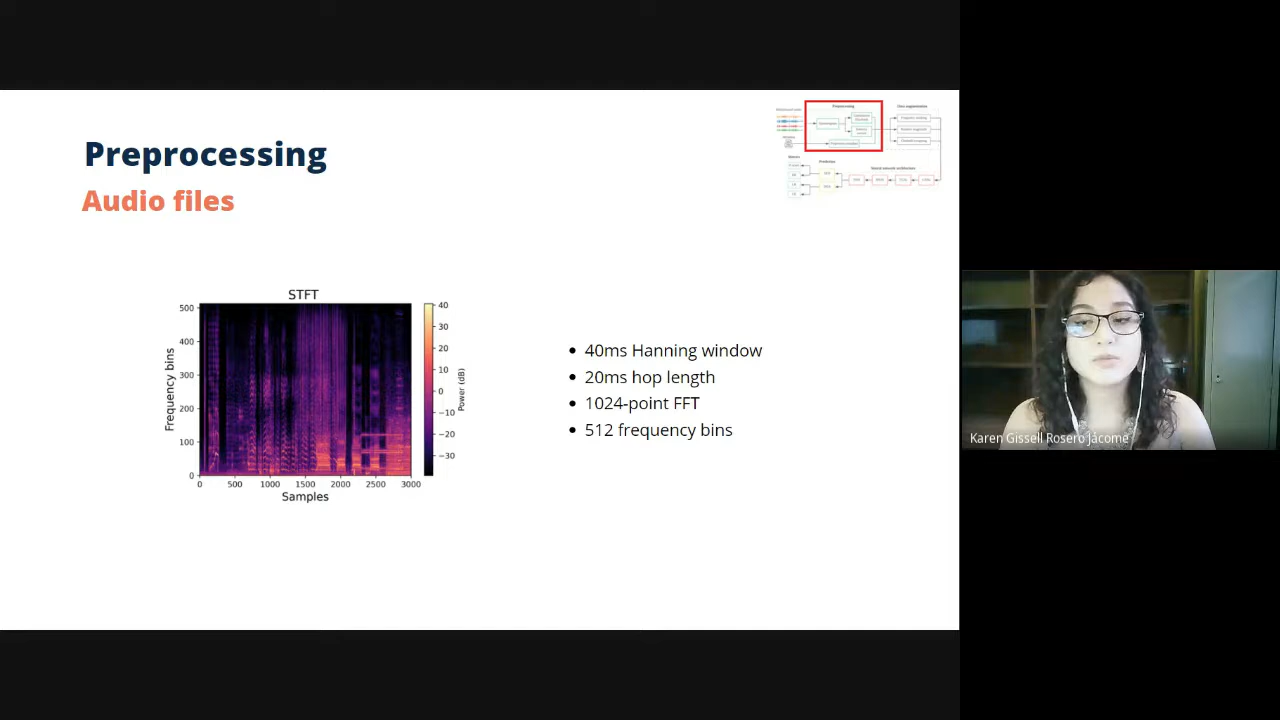 Preprocessing
Audio files
Preprocessing
STFT
500
400
300
200
100
0
Frequency bins
0 500 1000 1500 2000 2500 3000
Samples
40
30
20
10
0
−10
−20
−30
Power (dB)
• 40ms Hanning window
• 20ms hop length
• 1024-point FFT
• 512 frequency bins
Karen Gissell Rosero Jácome